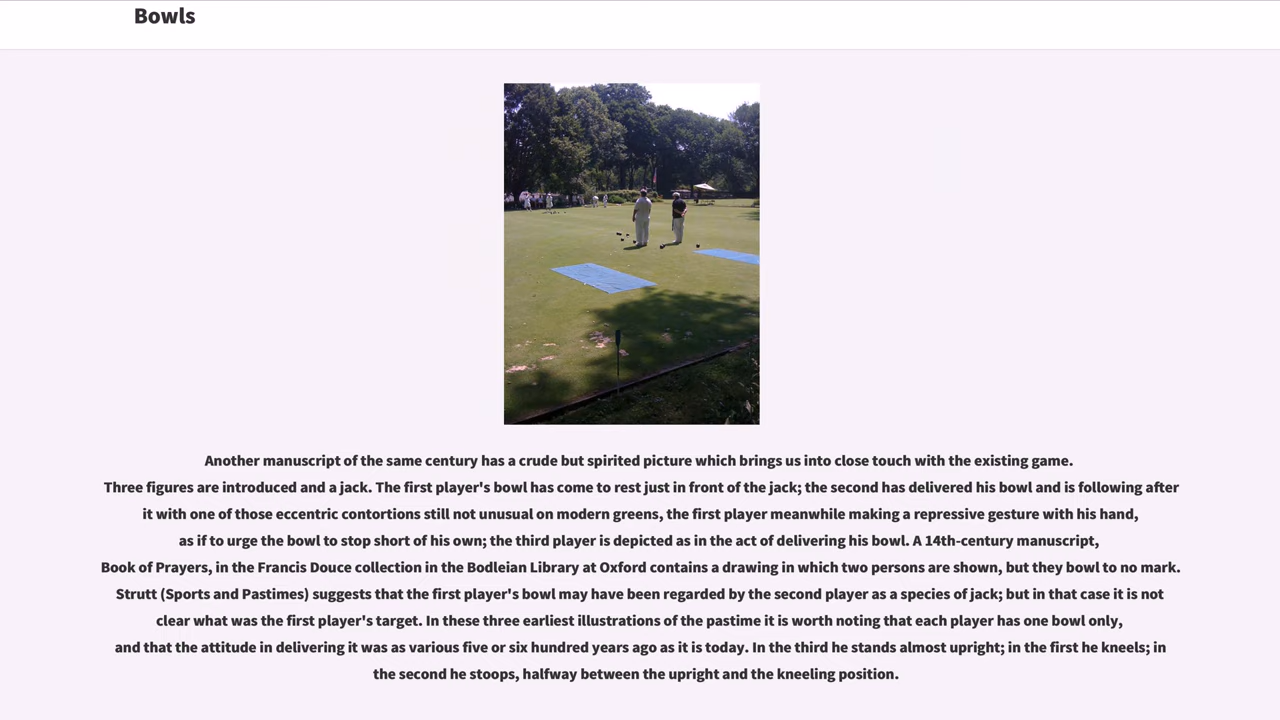 Bowls
Another manuscript of the same century has a crude but spirited picture which brings us into close touch with the existing game.
Three figures are introduced and a jack. The first player's bowl has come to rest just in front of the jack; the second has delivered his bowl and is following after
it with one of those eccentric contortions still not unusual on modern greens, the first player meanwhile making a repressive gesture with his hand,
as if to urge the bowl to stop short of his own; the third player is depicted as in the act of delivering his bowl. A 14th-century manuscript,
Book of Prayers, in the Francis Douce collection in the Bodleian Library at Oxford contains a drawing in which two persons are shown, but they bowl to no mark.
Strutt (Sports and Pastimes) suggests that the first player's bowl may have been regarded by the second player as a species of jack; but in that case it is not
clear what was the first player's target. In these three earliest illustrations of the pastime it is worth noting that each player has one bowl only,
and that the attitude in delivering it was as various five or six hundred years ago as it is today. In the third he stands almost upright; in the first he kneels; in
the second he stoops, halfway between the upright and the kneeling position.